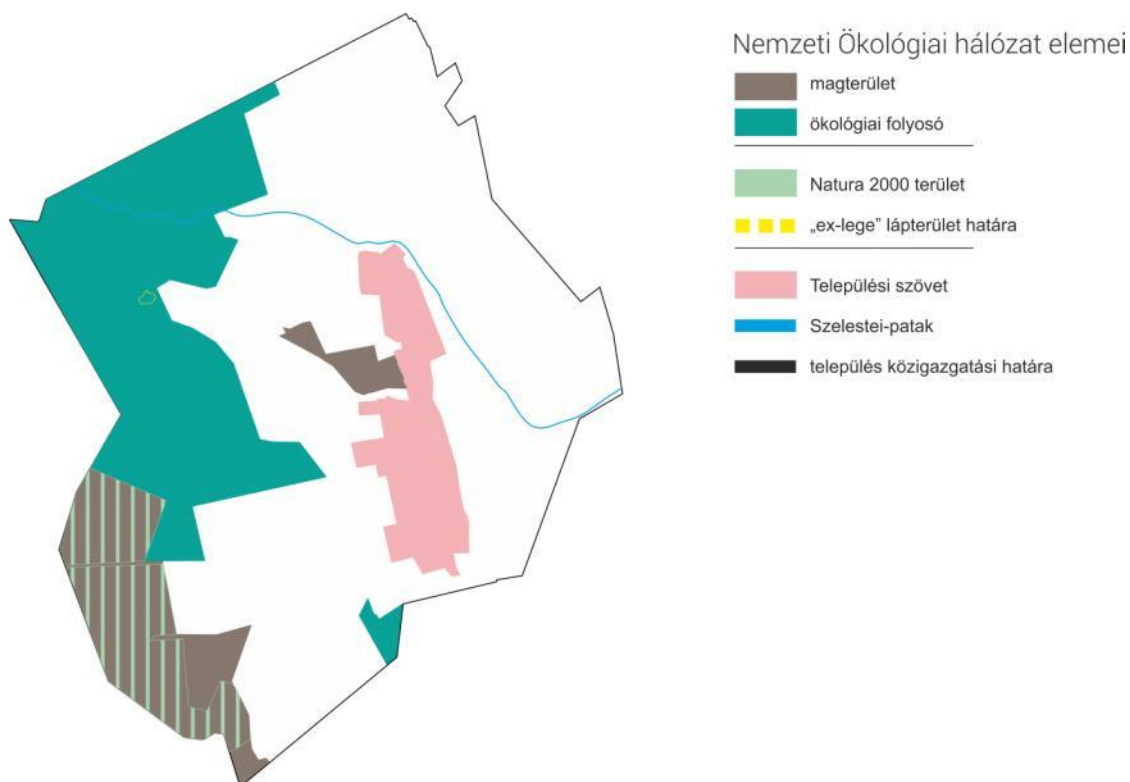 Nemzeti Ökológiai hálózat elemei
magterület
ökológiai folyosó
Natura 2000 terület
„ex-lege” lápterület határa
Települési szövet
Szelestei-patak
település közigazgatási határa